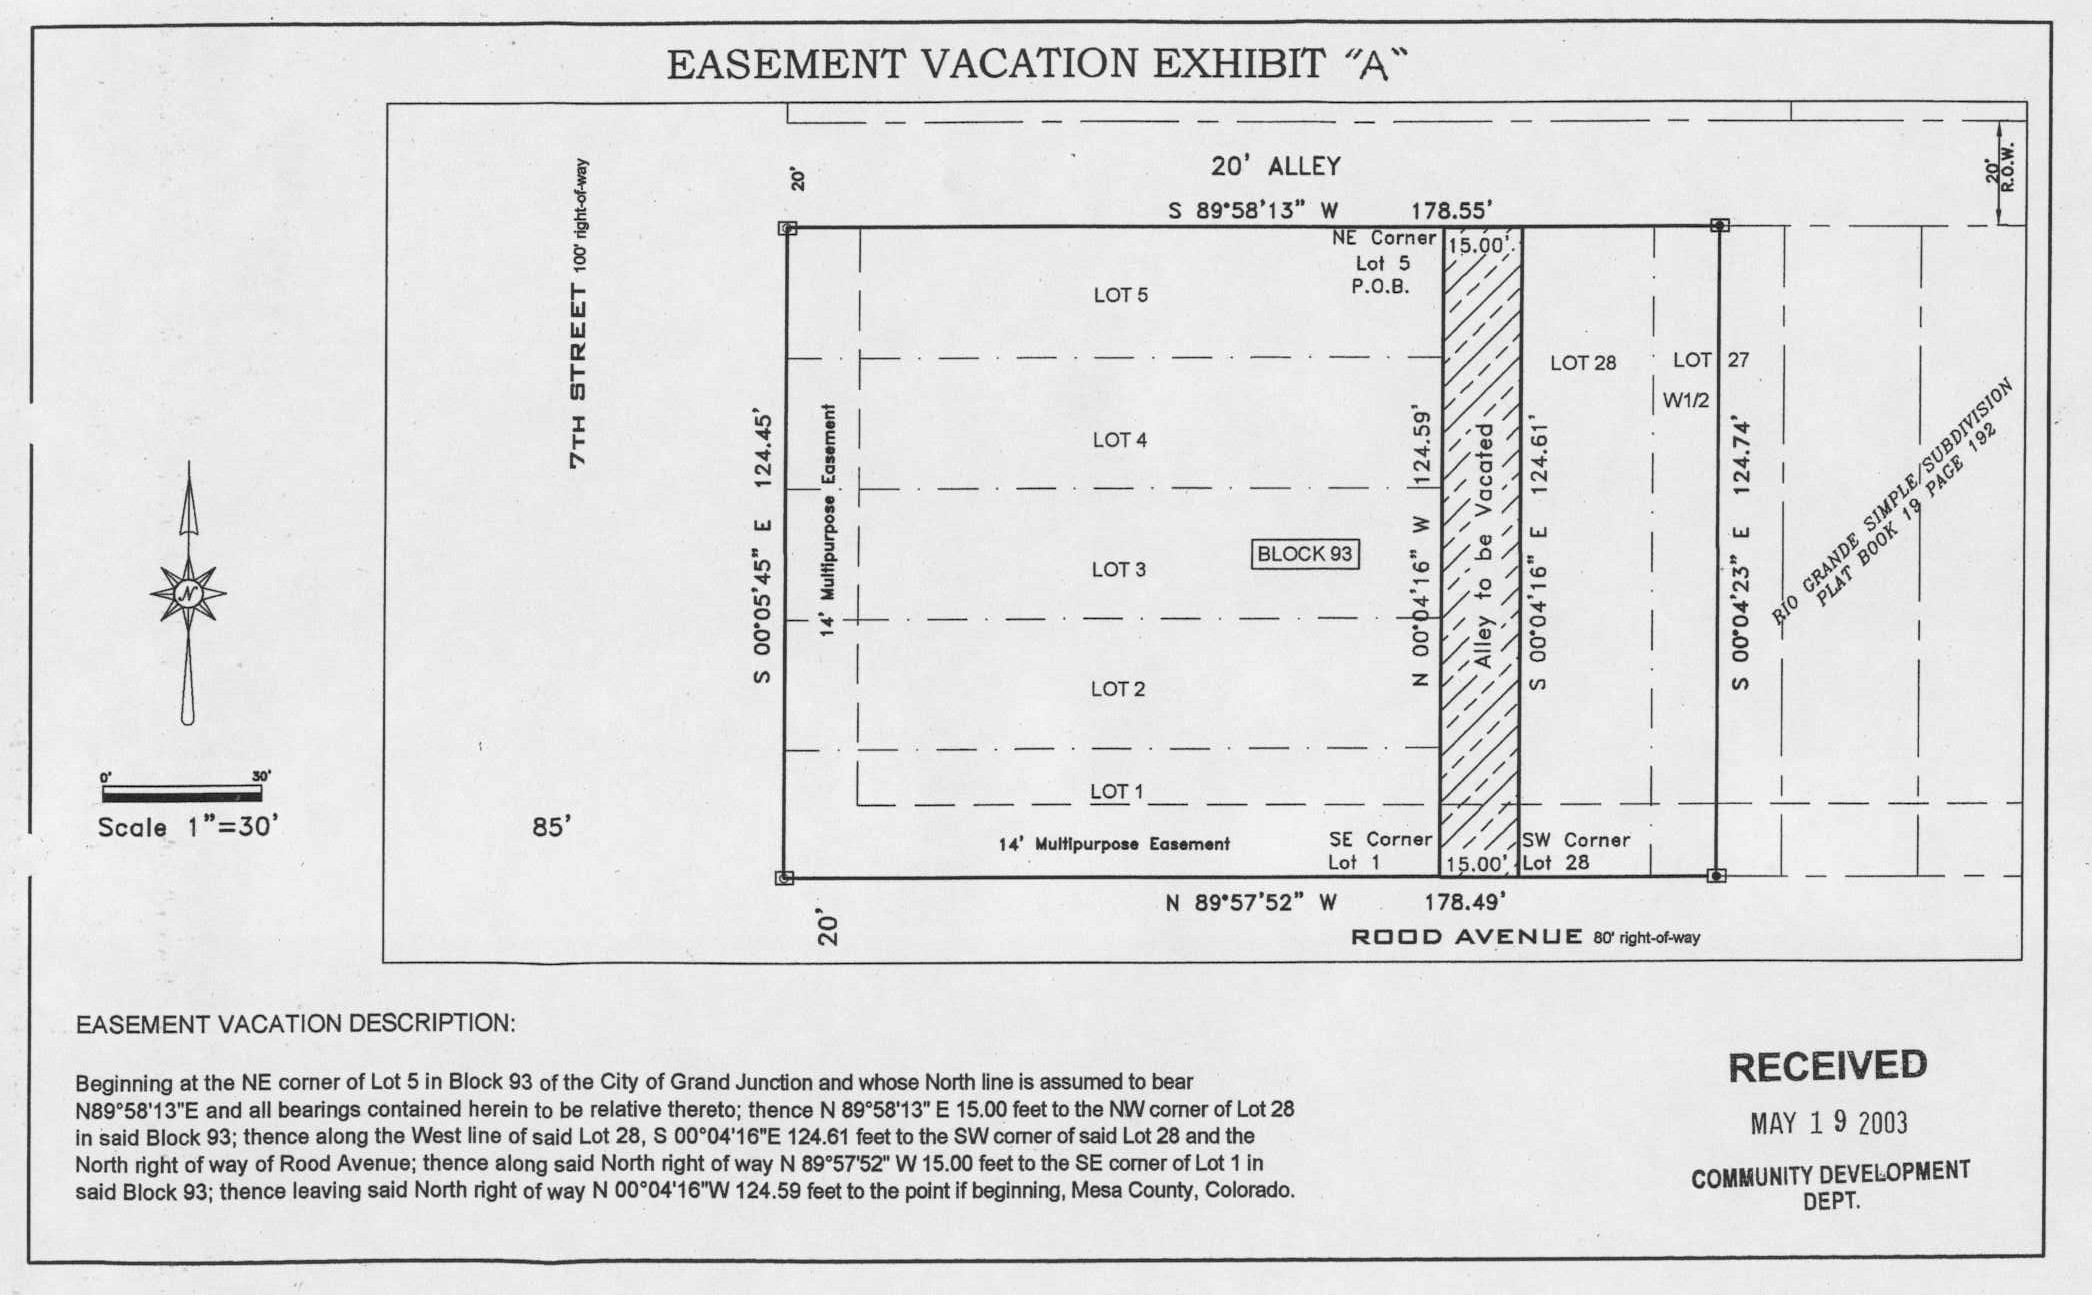 EASEMENT VACATION EXHIBIT "A"
20' ALLEY
20'
20'
R.O.W.
S 89°58'13" W 178.55'
7TH STREET 100' right-of-way
NE Corner
Lot 5
P.O.B.
15.00'
LOT 5
LOT 28
LOT 27
W1/2
LOT 4
14' Multipurpose Easement
S 00°05'45" E 124.45'
N 00°04'16" W 124.59'
Alley to be Vacated
S 00°04'16" E 124.61'
S 00°04'23" E 124.74'
RIO GRANDE SIMPLE SUBDIVISION
PLAT BOOK 19 PAGE 192
BLOCK 93
LOT 3
N
LOT 2
LOT 1
0' 30'
Scale 1"=30'
85'
14' Multipurpose Easement
SE Corner
Lot 1
15.00'
SW Corner
Lot 28
20'
N 89°57'52" W 178.49'
ROOD AVENUE 80' right-of-way
EASEMENT VACATION DESCRIPTION:
Beginning at the NE corner of Lot 5 in Block 93 of the City of Grand Junction and whose North line is assumed to bear
N89°58'13"E and all bearings contained herein to be relative thereto; thence N 89°58'13" E 15.00 feet to the NW corner of Lot 28
in said Block 93; thence along the West line of said Lot 28, S 00°04'16"E 124.61 feet to the SW corner of said Lot 28 and the
North right of way of Rood Avenue; thence along said North right of way N 89°57'52" W 15.00 feet to the SE corner of Lot 1 in
said Block 93; thence leaving said North right of way N 00°04'16"W 124.59 feet to the point if beginning, Mesa County, Colorado.
RECEIVED
MAY 19 2003
COMMUNITY DEVELOPMENT
DEPT.